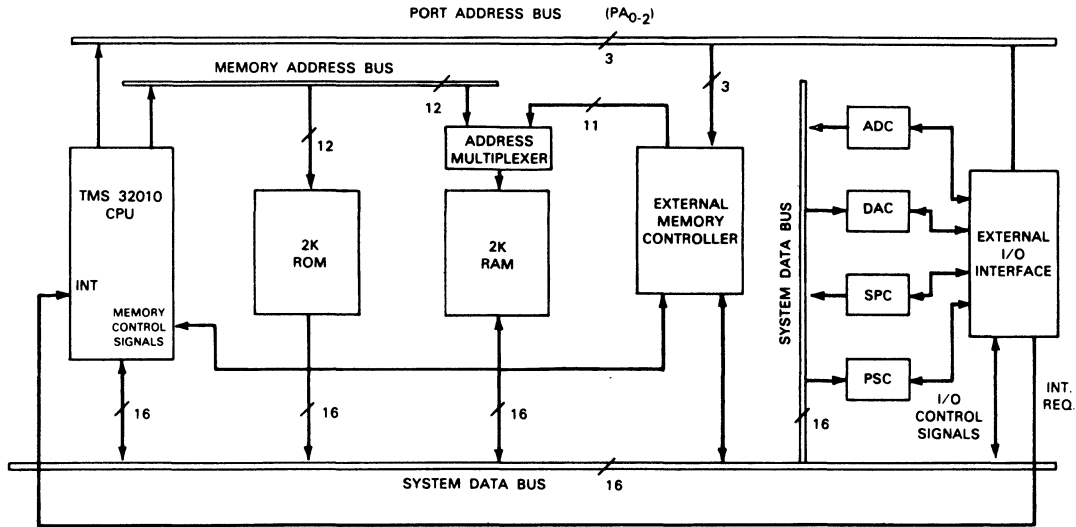 PORT ADDRESS BUS (PA0-2)
3
MEMORY ADDRESS BUS
12
3
11
12
ADDRESS
MULTIPLEXER
TMS 32010
CPU
INT
MEMORY
CONTROL
SIGNALS
2K
ROM
2K
RAM
EXTERNAL
MEMORY
CONTROLLER
SYSTEM DATA BUS
ADC
DAC
SPC
PSC
EXTERNAL
I/O
INTERFACE
I/O
CONTROL
SIGNALS
INT.
REQ.
16
16
16
16
SYSTEM DATA BUS
16